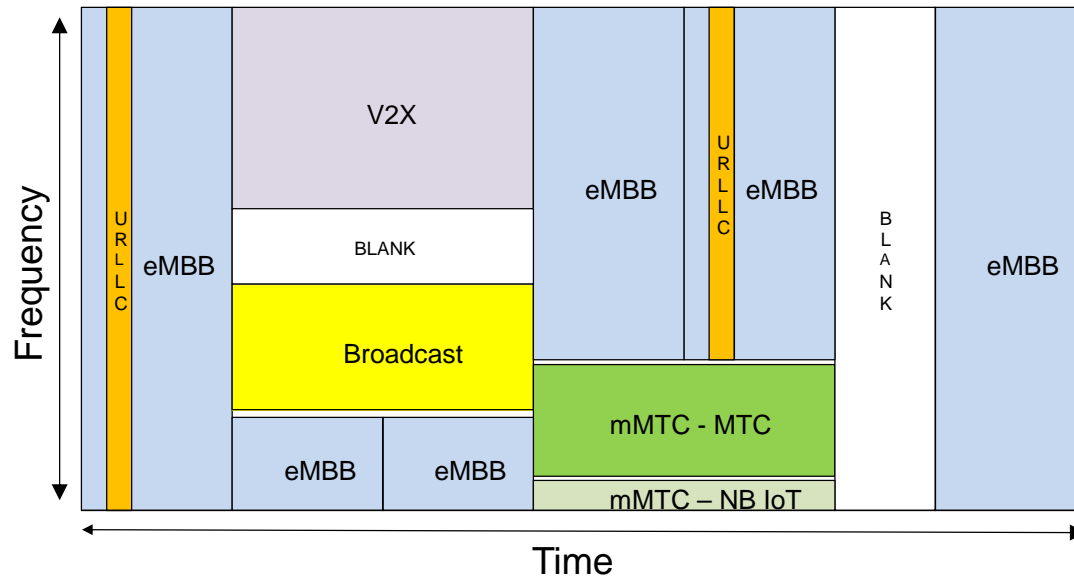 Frequency
URLLC
eMBB
V2X
BLANK
Broadcast
eMBB
eMBB
eMBB
URLLC
eMBB
mMTC - MTC
mMTC – NB IoT
BLANK
eMBB
Time